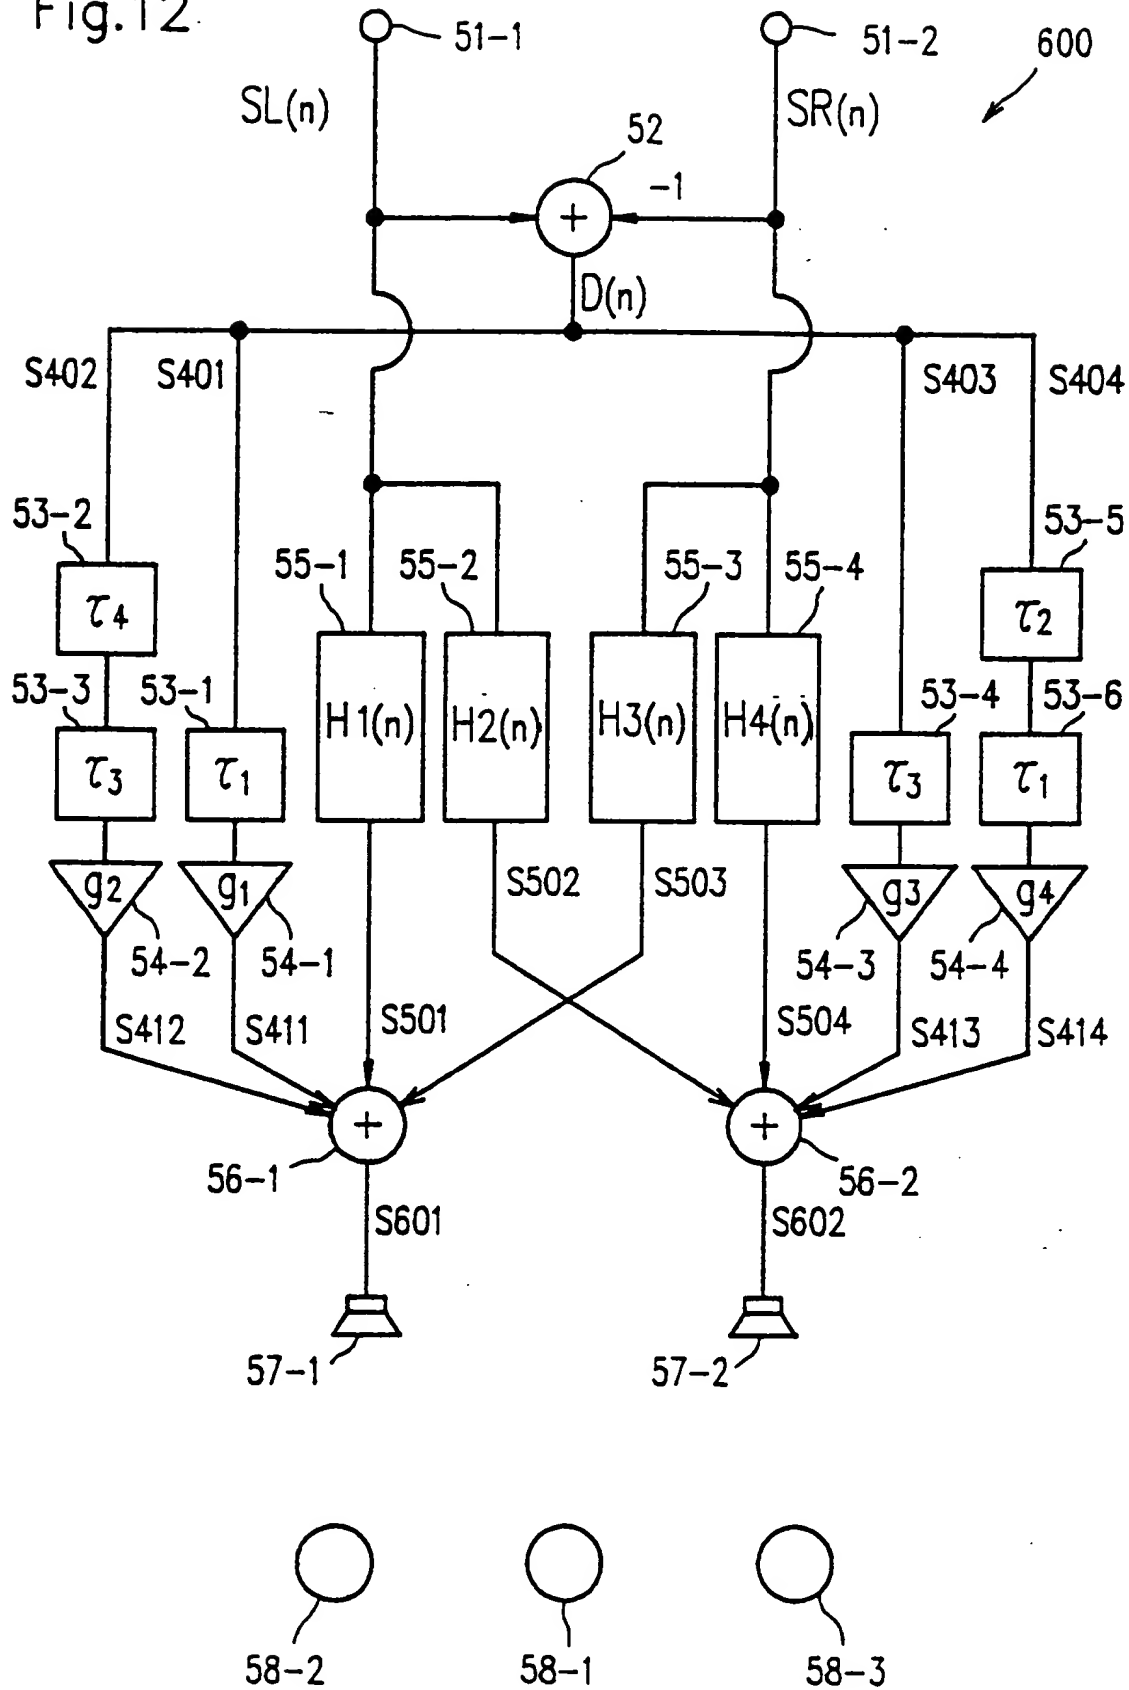 Fig.12
51-1
51-2
600
SL(n)
SR(n)
52
-1
+
D(n)
S402
S401
S403
S404
53-2
53-5
55-1
55-2
55-3
55-4
τ4
τ2
53-3
53-1
53-4
53-6
H1(n)
H2(n)
H3(n)
H4(n)
τ3
τ1
τ3
τ1
g2
g1
S502
S503
g3
g4
54-2
54-1
54-3
54-4
S412
S411
S501
S504
S413
S414
+
+
56-1
56-2
S601
S602
57-1
57-2
58-2
58-1
58-3